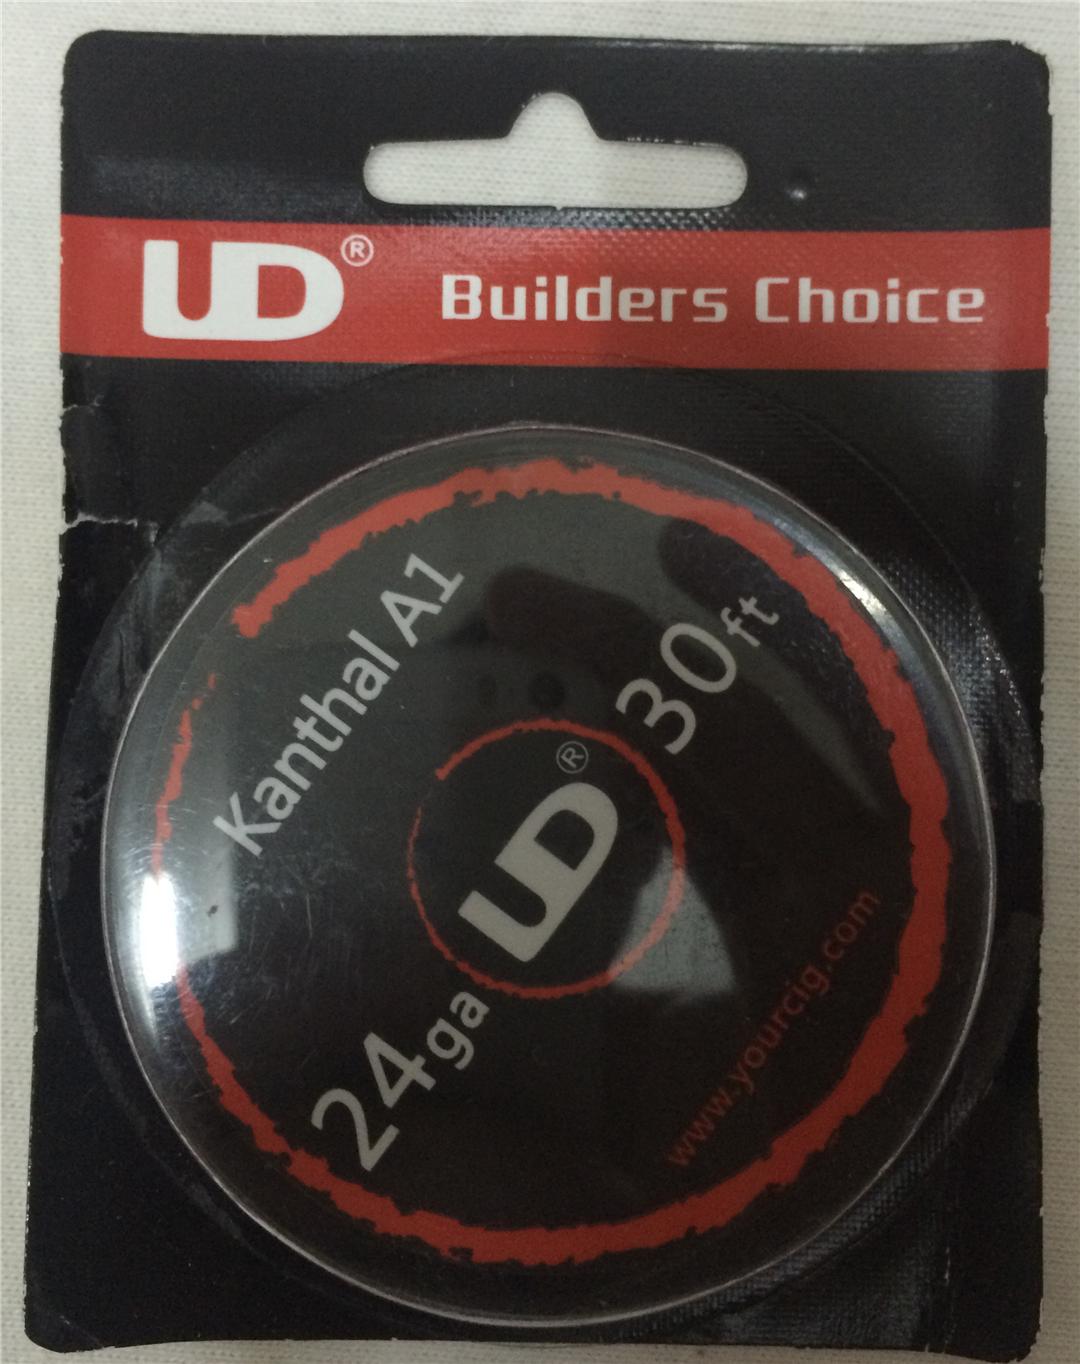 UD®
Builders Choice
Kanthal A1
30ft
UD®
24ga
www.yourcig.com